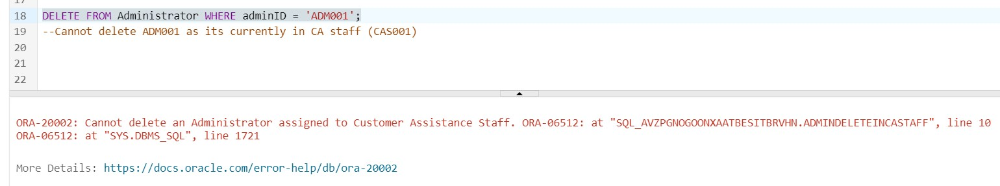 17
18 DELETE FROM Administrator WHERE adminID = 'ADM001';
19 --Cannot delete ADM001 as its currently in CA staff (CAS001)
20
21
22
ORA-20002: Cannot delete an Administrator assigned to Customer Assistance Staff. ORA-06512: at "SQL_AVZPGNOGOONXAATBESITBRVHN.ADMINDELETEINCASTAFF", line 10
ORA-06512: at "SYS.DBMS_SQL", line 1721
More Details: https://docs.oracle.com/error-help/db/ora-20002